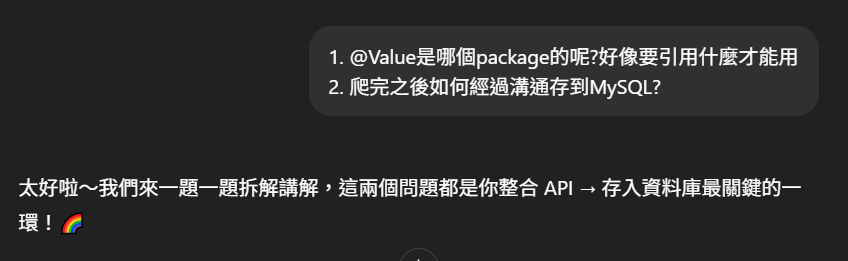 1. @Value是哪個package的呢?好像要引用什麼才能用
2. 爬完之後如何經過溝通存到MySQL?
太好啦～我們來一題一題拆解講解，這兩個問題都是你整合 API → 存入資料庫最關鍵的一
環！🌈